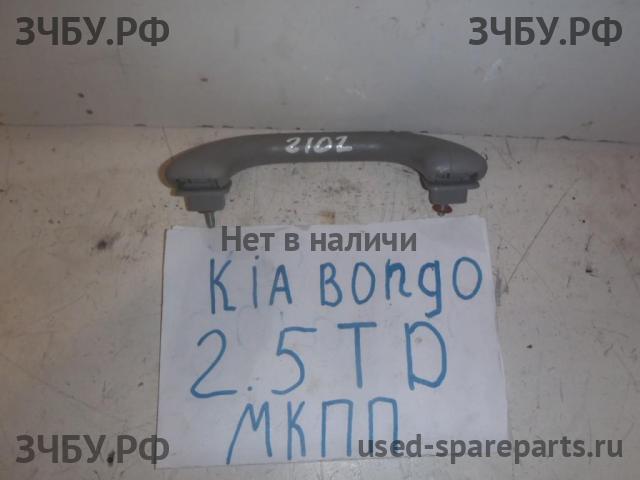 ЗЧБУ.РФ
ЗЧБУ.РФ
2102
Нет в наличи
KiA BOngO
2.5 TD
МКПП
ЗЧБУ.РФ
used-spareparts.ru